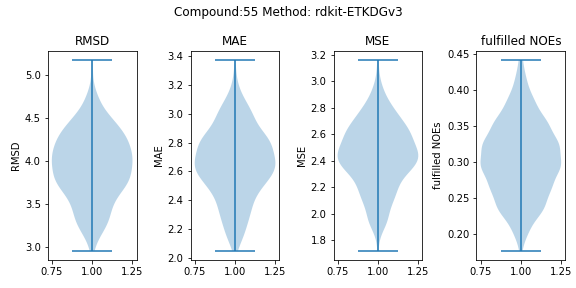 Compound:55 Method: rdkit-ETKDGv3
RMSD
MAE
MSE
fulfilled NOEs
RMSD
5.0
4.5
4.0
3.5
3.0
0.75 1.00 1.25
MAE
3.4
3.2
3.0
2.8
2.6
2.4
2.2
2.0
0.75 1.00 1.25
MSE
3.2
3.0
2.8
2.6
2.4
2.2
2.0
1.8
0.75 1.00 1.25
fulfilled NOEs
0.45
0.40
0.35
0.30
0.25
0.20
0.75 1.00 1.25